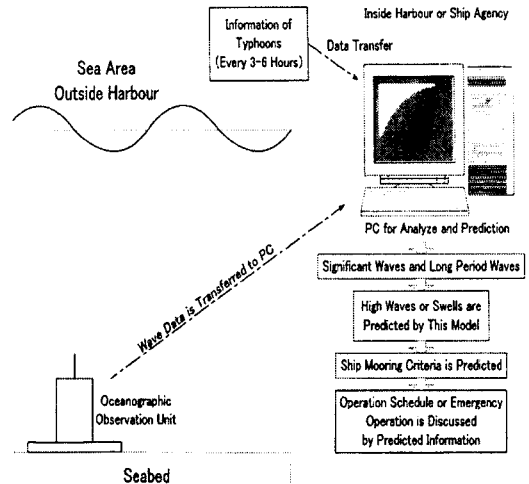 Information of
Typhoons
(Every 3-6 Hours)
Inside Harbour or Ship Agency
Data Transfer
Sea Area
Outside Harbour
PC for Analyze and Prediction
Significant Waves and Long Period Waves
High Waves or Swells are
Predicted by This Model
Wave Data is Transferred to PC
Ship Mooring Criteria is Predicted
Oceanographic
Observation Unit
Operation Schedule or Emergency
Operation is Discussed
by Predicted Information
Seabed